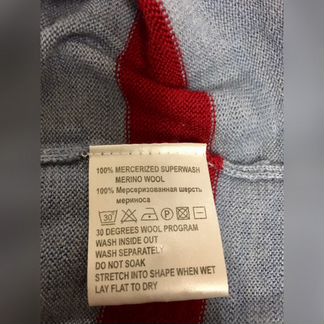 100% MERCERIZED SUPERWASH
MERINO WOOL
100% Мерсеризованная шерсть
мериноса
30
30 DEGREES WOOL PROGRAM
WASH INSIDE OUT
WASH SEPARATELY
DO NOT SOAK
STRETCH INTO SHAPE WHEN WET
LAY FLAT TO DRY